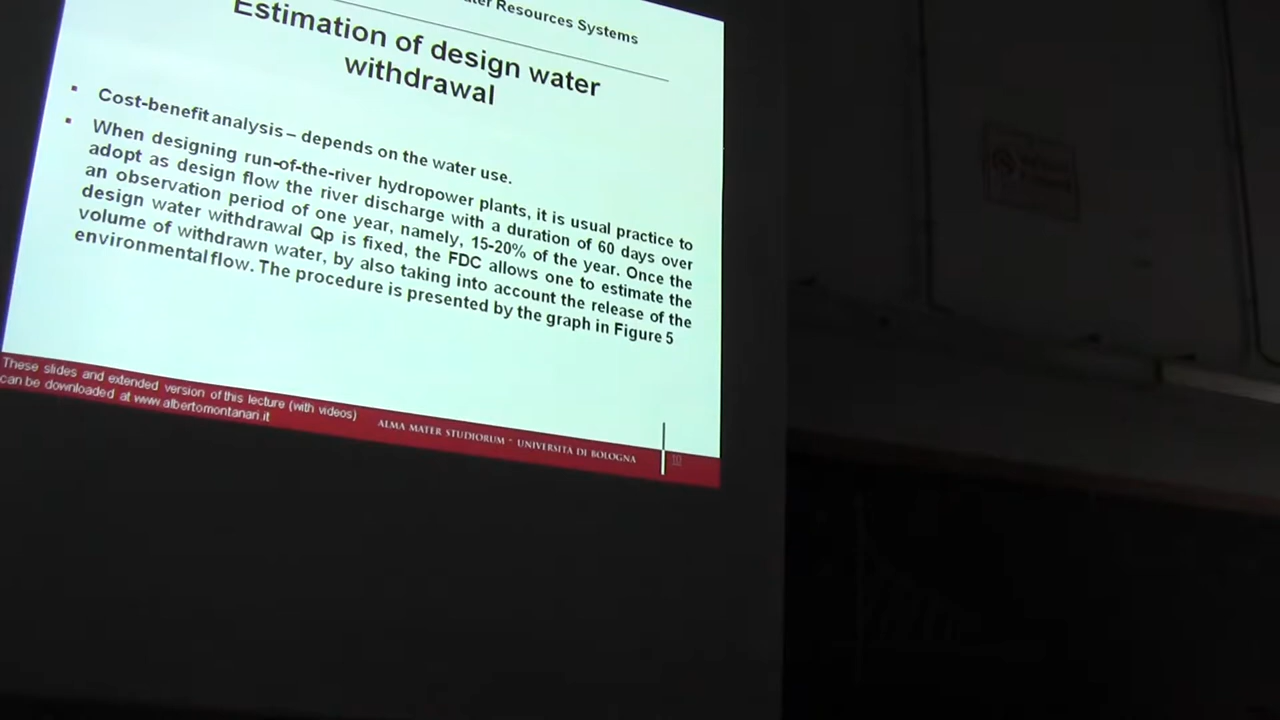 Resources Systems
Estimation of design water
withdrawal
▪ Cost-benefit analysis – depends on the water use.
▪ When designing run-of-the-river hydropower plants, it is usual practice to
adopt as design flow the river discharge with a duration of 60 days over
an observation period of one year, namely, 15-20% of the year. Once the
design water withdrawal Qp is fixed, the FDC allows one to estimate the
volume of withdrawn water, by also taking into account the release of the
environmental flow. The procedure is presented by the graph in Figure 5
These slides and extended version of this lecture (with videos)
can be downloaded at www.albertomontanari.it
ALMA MATER STUDIORUM - UNIVERSITÀ DI BOLOGNA
10